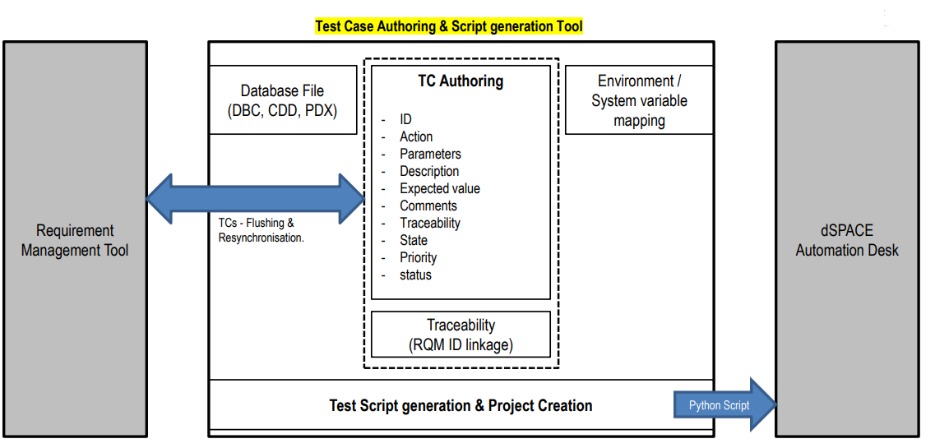 Test Case Authoring & Script generation Tool
Requirement
Management Tool
Database File
(DBC, CDD, PDX)
TCs - Flushing &
Resynchronisation.
TC Authoring
- ID
- Action
- Parameters
- Description
- Expected value
- Comments
- Traceability
- State
- Priority
- status
Traceability
(RQM ID linkage)
Environment /
System variable
mapping
Test Script generation & Project Creation
Python Script
dSPACE
Automation Desk